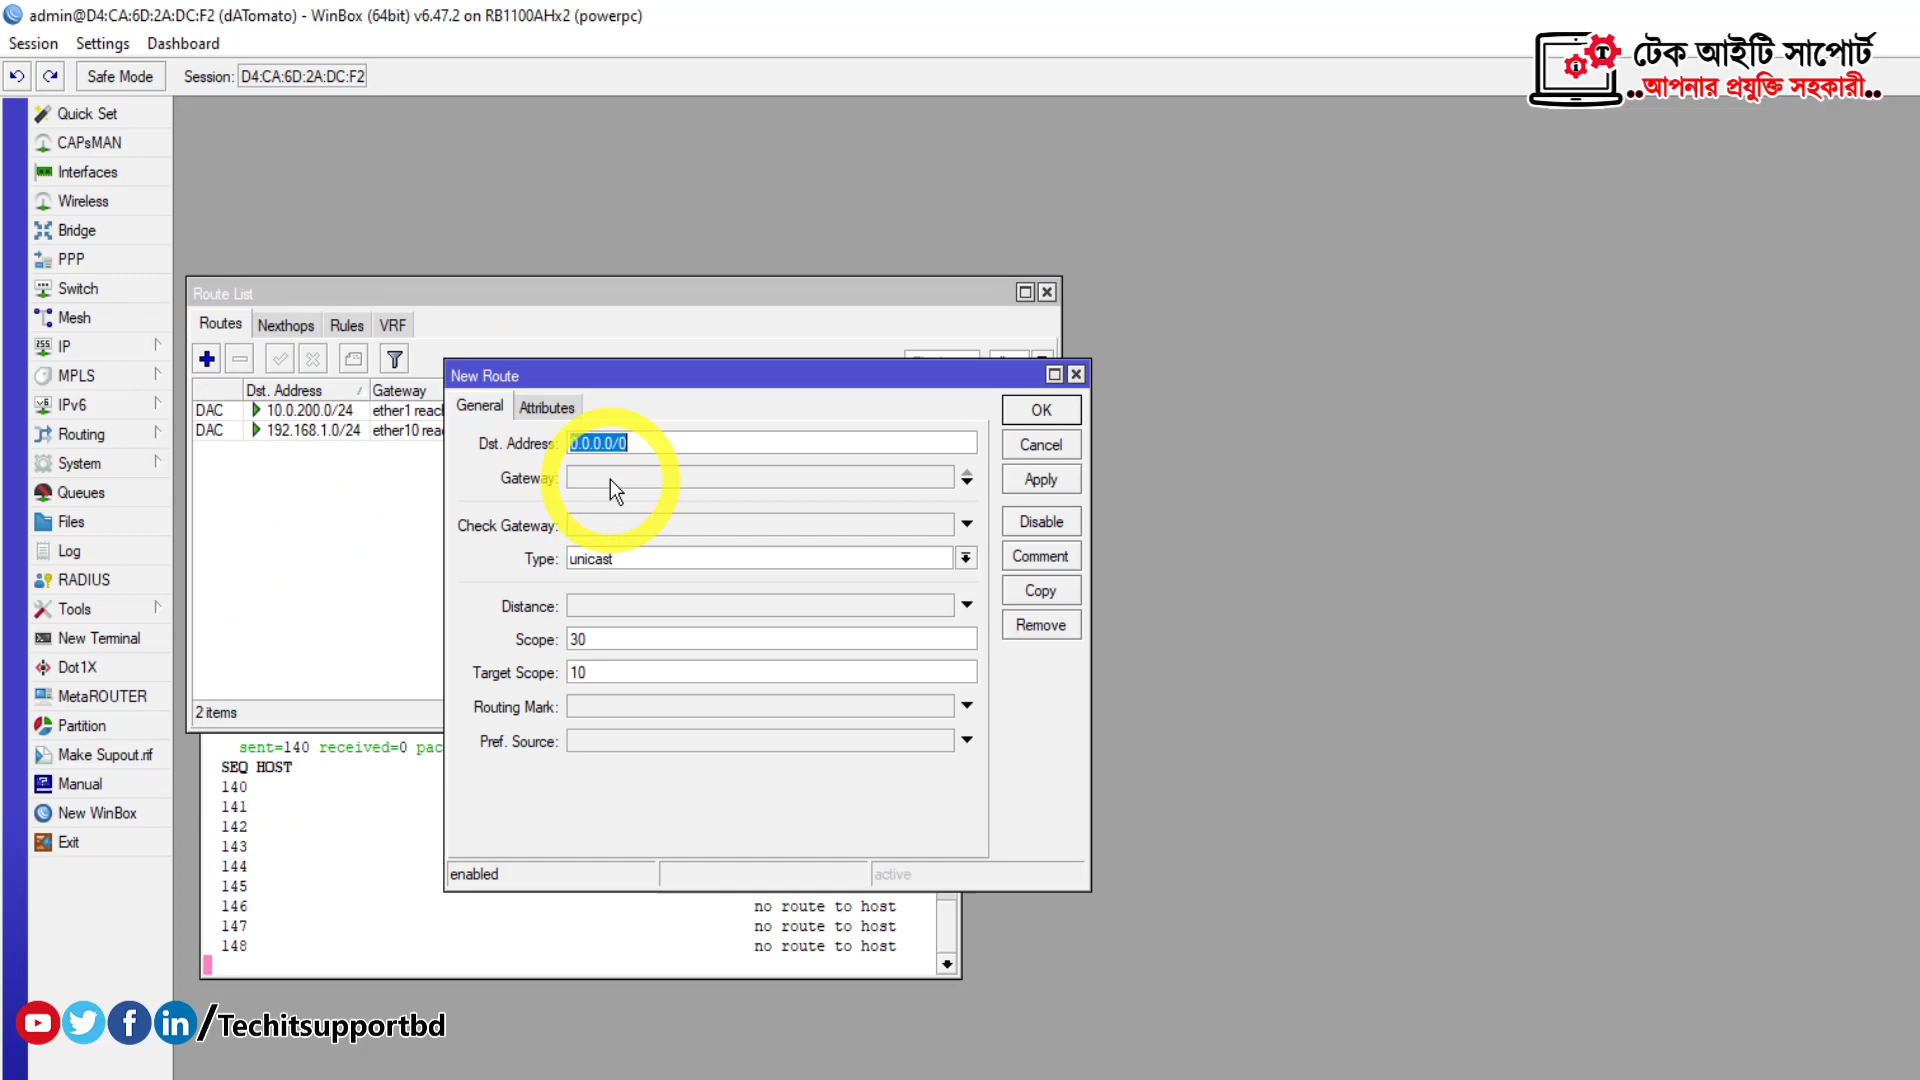 admin@D4:CA:6D:2A:DC:F2 (dATomato) - WinBox (64bit) v6.47.2 on RB1100AHx2 (powerpc)
Session Settings Dashboard
Safe Mode Session: D4:CA:6D:2A:DC:F2
টেক আইটি সাপোর্ট
..আপনার প্রযুক্তি সহকারী..
Quick Set
CAPsMAN
Interfaces
Wireless
Bridge
PPP
Switch
Mesh
IP
MPLS
IPv6
Routing
System
Queues
Files
Log
RADIUS
Tools
New Terminal
Dot1X
MetaROUTER
Partition
Make Supout.rif
Manual
New WinBox
Exit
Route List
Routes Nexthops Rules VRF
Dst. Address Gateway
DAC 10.0.200.0/24 ether1 reac
DAC 192.168.1.0/24 ether10 rea
2 items
New Route
General Attributes
Dst. Address: 0.0.0.0/0
Gateway:
Check Gateway:
Type: unicast
Distance:
Scope: 30
Target Scope: 10
Routing Mark:
Pref. Source:
OK
Cancel
Apply
Disable
Comment
Copy
Remove
enabled active
sent=140 received=0 pac
SEQ HOST
140
141
142
143
144
145
146 no route to host
147 no route to host
148 no route to host
/Techitsupportbd